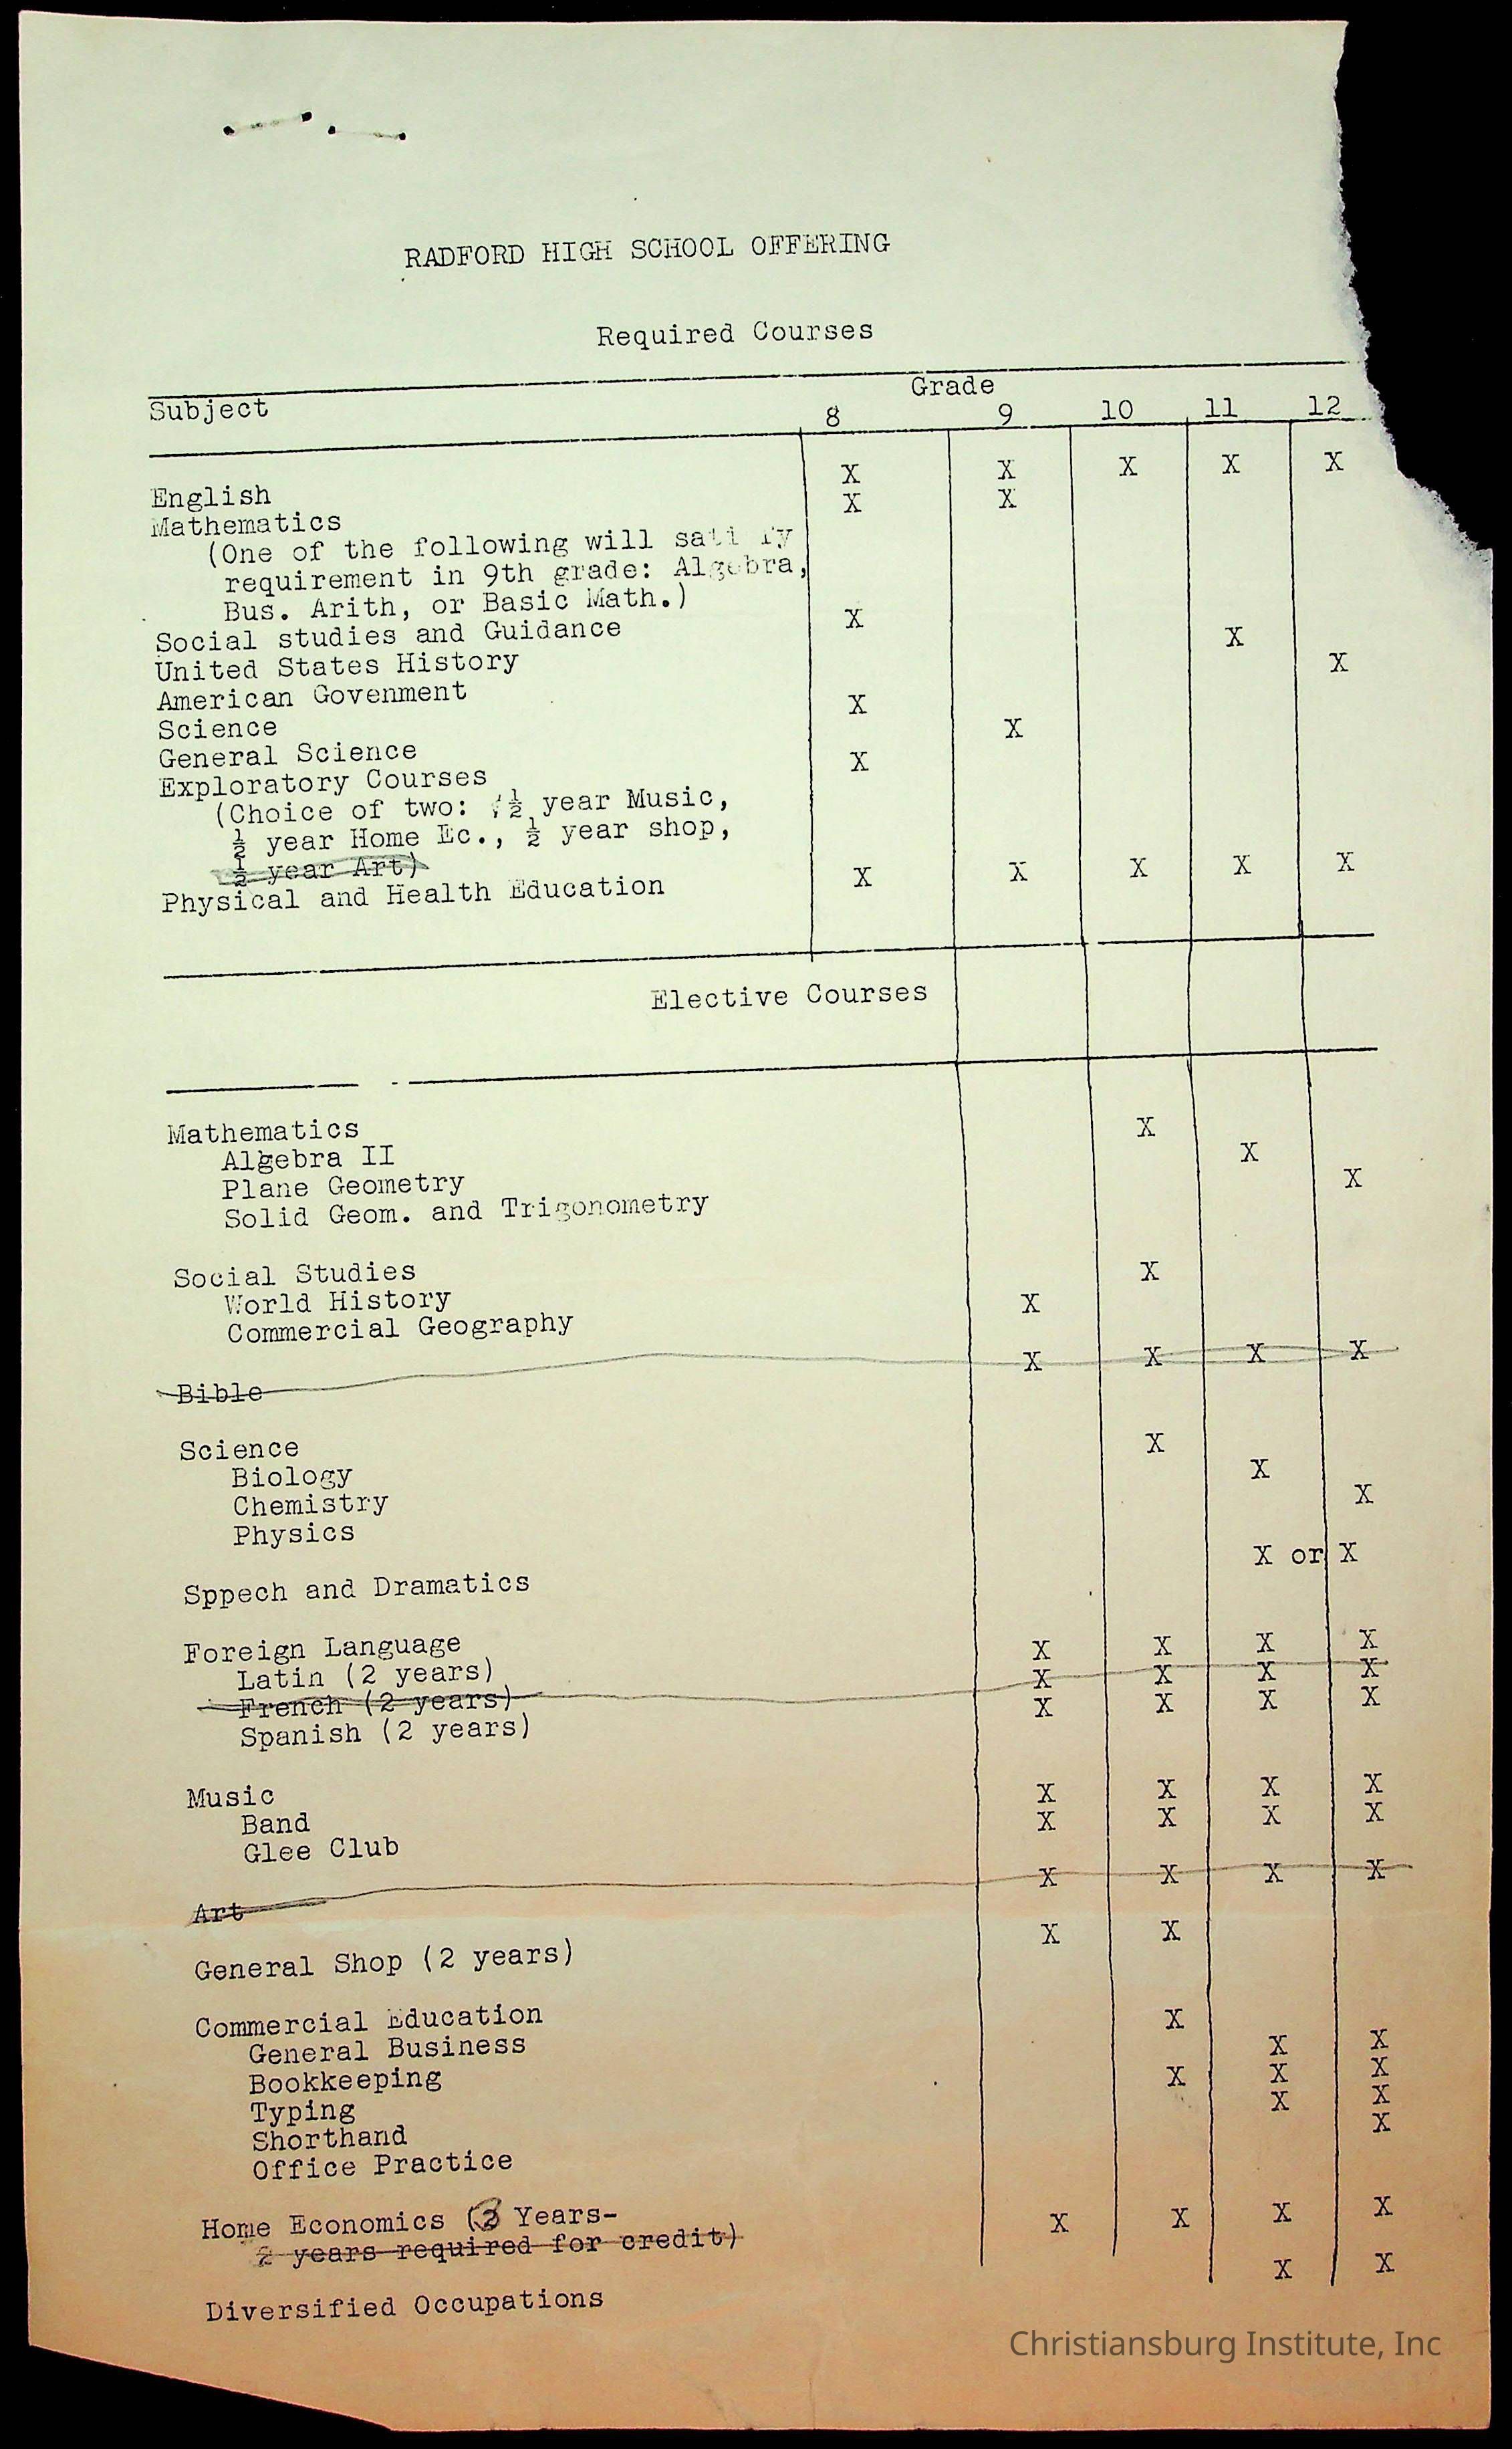 RADFORD HIGH SCHOOL OFFERING
Required Courses
Grade
Subject 8 9 10 11 12
English X X X X X
Mathematics X X
(One of the following will satisfy
requirement in 9th grade: Algebra,
Bus. Arith, or Basic Math.)
Social studies and Guidance X
United States History X
American Govenment X
Science X
General Science X
Exploratory Courses X
(Choice of two: ½ year Music,
½ year Home Ec., ½ year shop,
½ year Art)
Physical and Health Education X X X X X
Elective Courses
Mathematics
Algebra II X
Plane Geometry X
Solid Geom. and Trigonometry X
Social Studies
World History X
Commercial Geography X
Bible X X X X
Science
Biology X
Chemistry X
Physics X
Sppech and Dramatics X or X
Foreign Language
Latin (2 years) X X X X
French (2 years) X X X X
Spanish (2 years) X X X X
Music
Band X X X X
Glee Club X X X X
Art X X X X
General Shop (2 years) X X
Commercial Education
General Business X
Bookkeeping X X
Typing X X X
Shorthand X X
Office Practice X
Home Economics (3 Years- X X X X
2 years required for credit)
Diversified Occupations X X
Christiansburg Institute, Inc